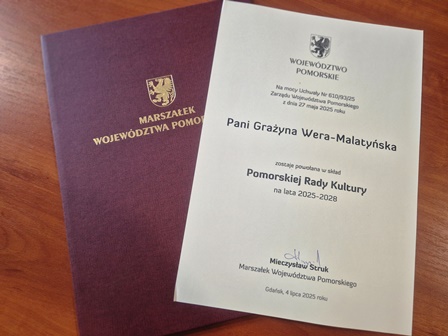 MARSZAŁEK
WOJEWÓDZTWA POMOR
WOJEWÓDZTWO
POMORSKIE
Na mocy Uchwały Nr 610/93/25
Zarządu Województwa Pomorskiego
z dnia 27 maja 2025 roku
Pani Grażyna Wera-Malatyńska
zostaje powołana w skład
Pomorskiej Rady Kultury
na lata 2025-2028
Mieczysław Struk
Marszałek Województwa Pomorskiego
Gdańsk, 4 lipca 2025 roku